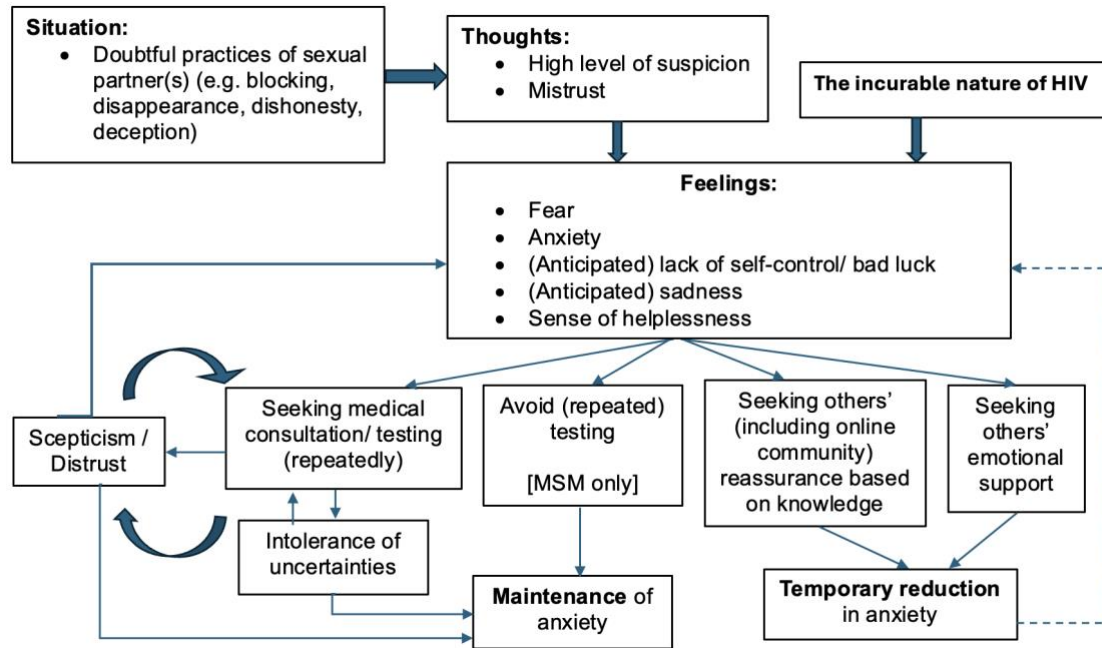 Situation:
• Doubtful practices of sexual
partner(s) (e.g. blocking,
disappearance, dishonesty,
deception)
Thoughts:
• High level of suspicion
• Mistrust
The incurable nature of HIV
Feelings:
• Fear
• Anxiety
• (Anticipated) lack of self-control/ bad luck
• (Anticipated) sadness
• Sense of helplessness
Scepticism /
Distrust
Seeking medical
consultation/ testing
(repeatedly)
Avoid (repeated)
testing
[MSM only]
Seeking others’
(including online
community)
reassurance based
on knowledge
Seeking
others’
emotional
support
Intolerance of
uncertainties
Maintenance of
anxiety
Temporary reduction
in anxiety